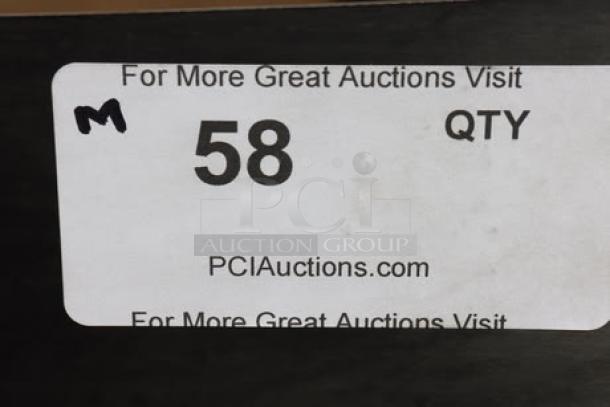 For More Great Auctions Visit
M
58
QTY
PCi
AUCTION GROUP
PCIAuctions.com
For More Great Auctions Visit